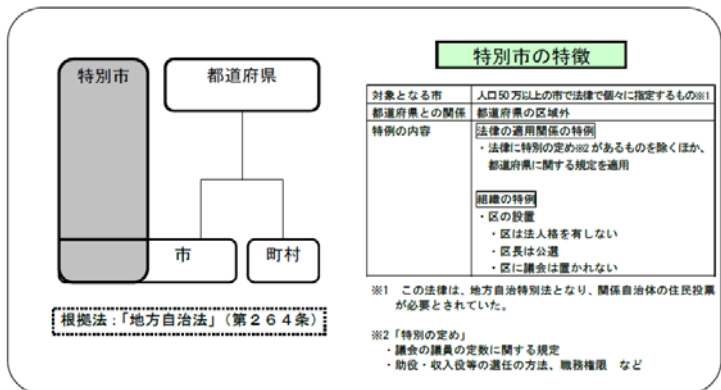 特別市
都道府県
市
町村
根拠法:「地方自治法」(第264条)
特別市の特徴
対象となる市 人口50万以上の市で法律で個々に指定するもの※1
都道府県との関係 都道府県の区域外
特例の内容 法律の適用関係の特例
・法律に特別の定め※2があるものを除くほか、
都道府県に関する規定を適用
組織の特例
・区の設置
・区は法人格を有しない
・区長は公選
・区に議会は置かれない
※1 この法律は、地方自治特別法となり、関係自治体の住民投票
が必要とされていた。
※2「特別の定め」
・議会の議員の定数に関する規定
・助役・収入役等の選任の方法、職務権限 など